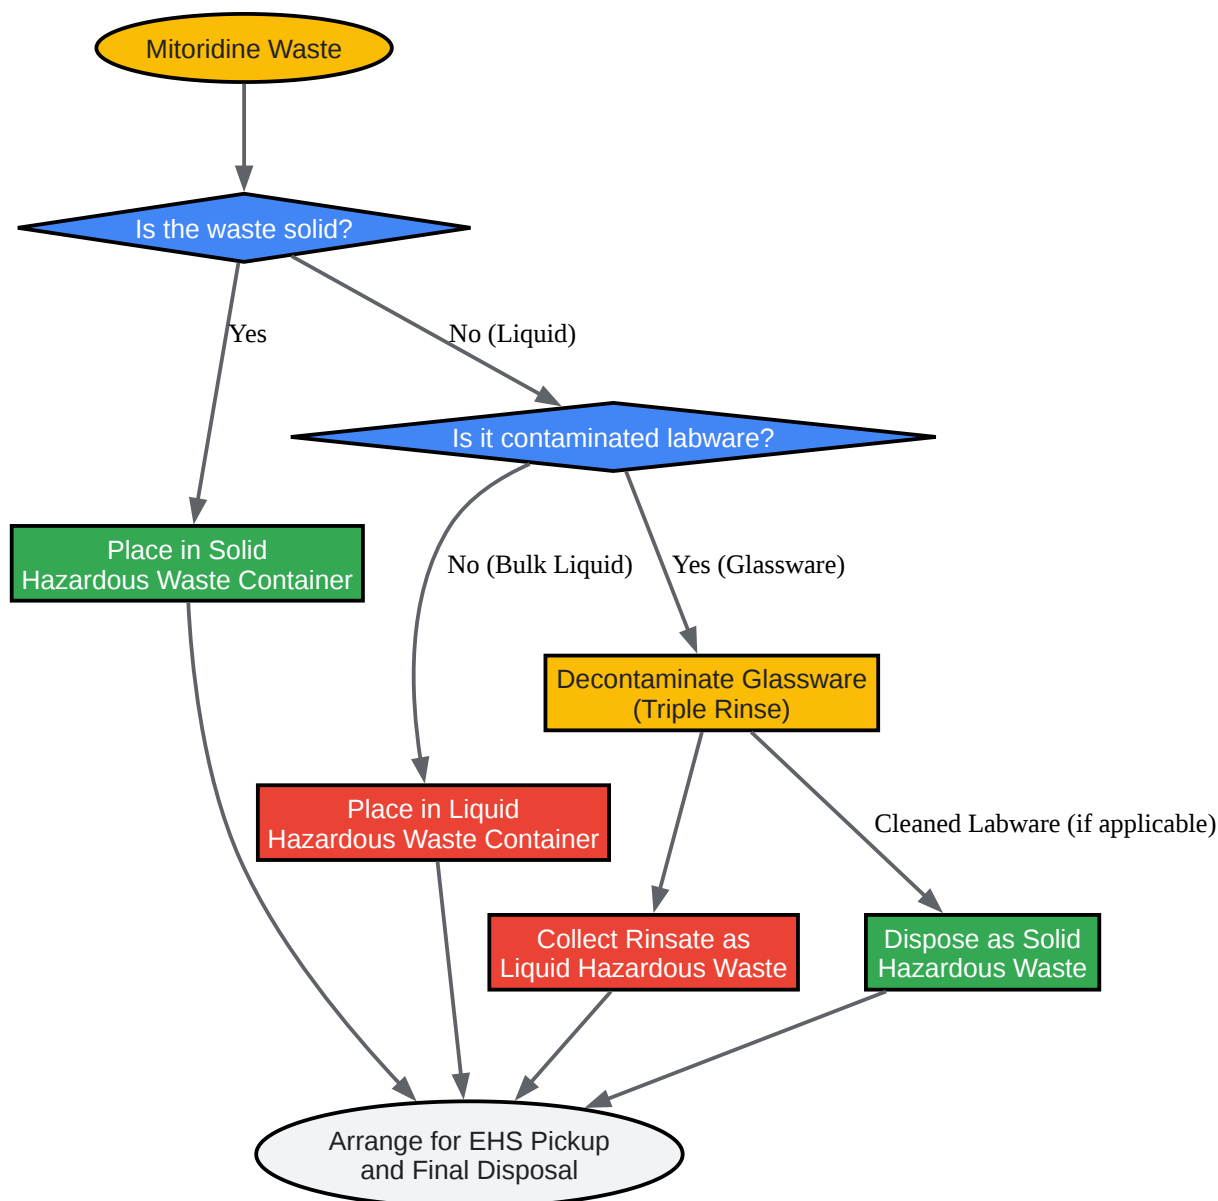 Mitoridine Waste
Is the waste solid?
Yes
No (Liquid)
Is it contaminated labware?
Place in Solid
Hazardous Waste Container
No (Bulk Liquid)
Yes (Glassware)
Decontaminate Glassware
(Triple Rinse)
Place in Liquid
Hazardous Waste Container
Cleaned Labware (if applicable)
Collect Rinsate as
Liquid Hazardous Waste
Dispose as Solid
Hazardous Waste
Arrange for EHS Pickup
and Final Disposal